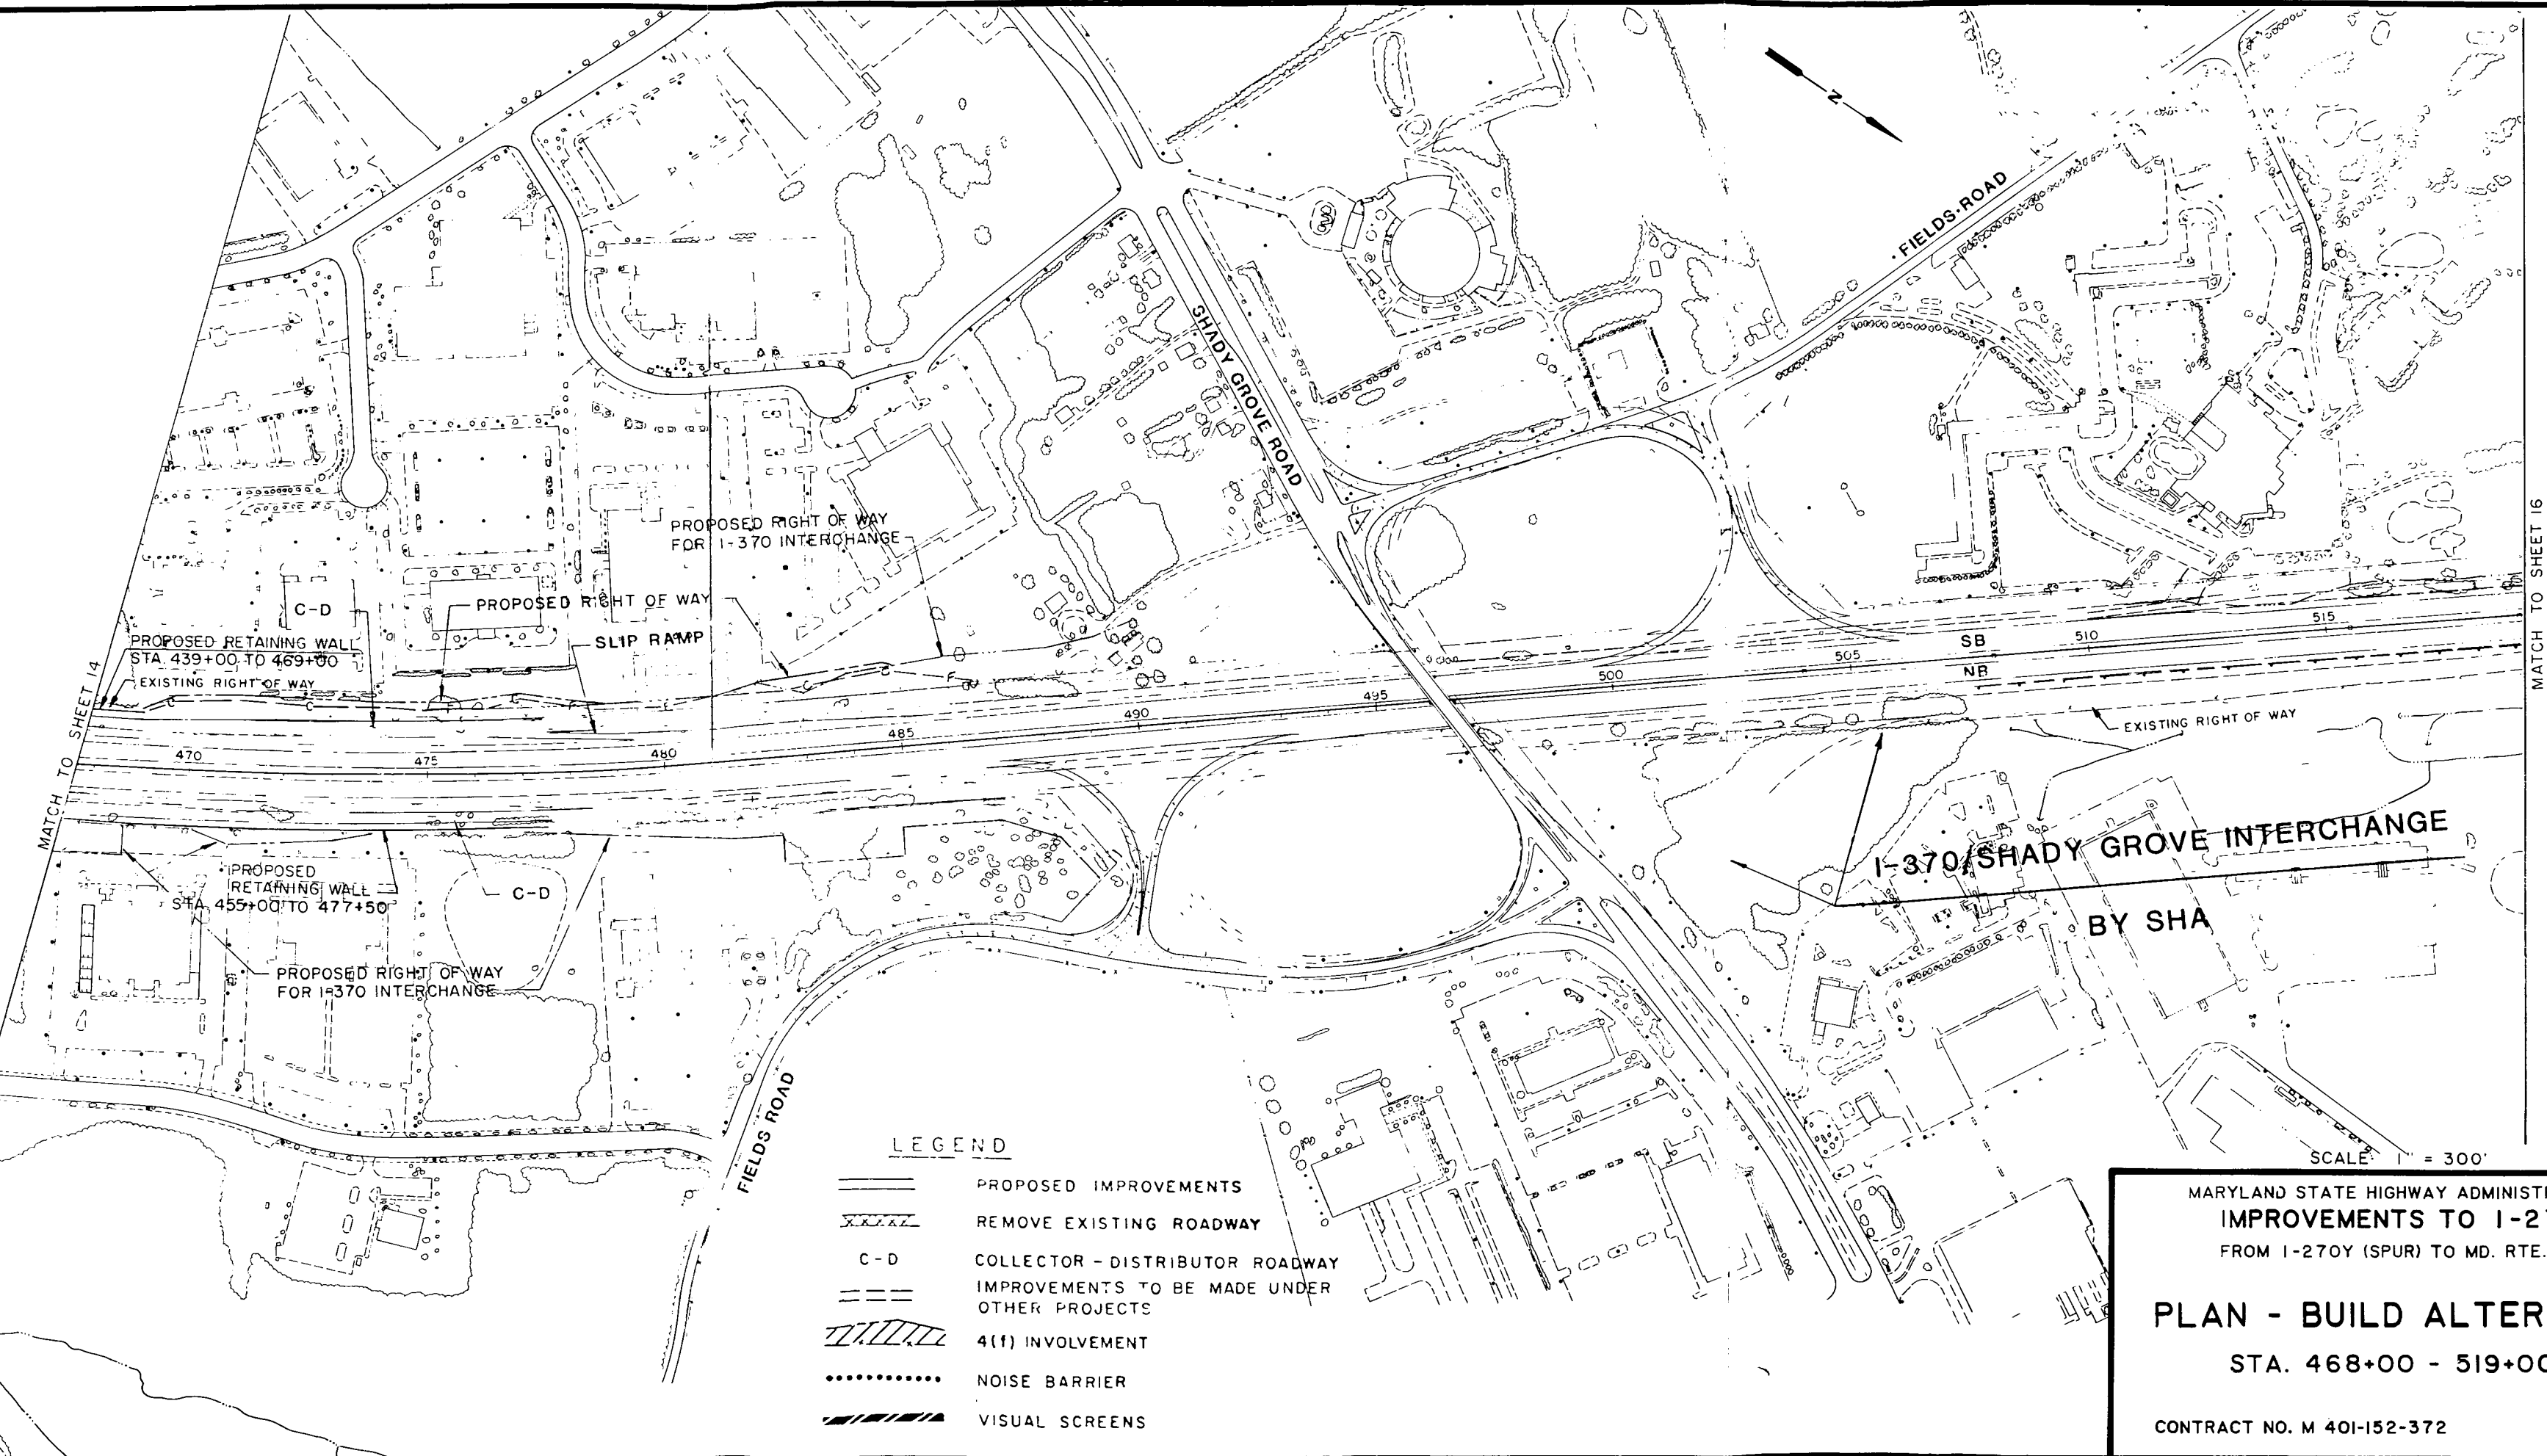 N
FIELDS ROAD
SHADY GROVE ROAD
MATCH TO SHEET 16
PROPOSED RIGHT OF WAY
FOR I-370 INTERCHANGE
C-D
PROPOSED RIGHT OF WAY
SLIP RAMP
PROPOSED RETAINING WALL
STA. 439+00 TO 469+00
EXISTING RIGHT OF WAY
MATCH TO SHEET 14
SB
NB
470
475
480
485
490
495
500
505
510
515
EXISTING RIGHT OF WAY
PROPOSED
RETAINING WALL
STA. 455+00 TO 477+50
C-D
PROPOSED RIGHT OF WAY
FOR I-370 INTERCHANGE
I-370/SHADY GROVE INTERCHANGE
BY SHA
FIELDS ROAD
LEGEND
PROPOSED IMPROVEMENTS
REMOVE EXISTING ROADWAY
C-D COLLECTOR-DISTRIBUTOR ROADWAY
IMPROVEMENTS TO BE MADE UNDER
OTHER PROJECTS
4(f) INVOLVEMENT
NOISE BARRIER
VISUAL SCREENS
SCALE: 1" = 300'
MARYLAND STATE HIGHWAY ADMINIST
IMPROVEMENTS TO I-2
FROM I-270Y (SPUR) TO MD. RTE.
PLAN - BUILD ALTER
STA. 468+00 - 519+00
CONTRACT NO. M 401-152-372